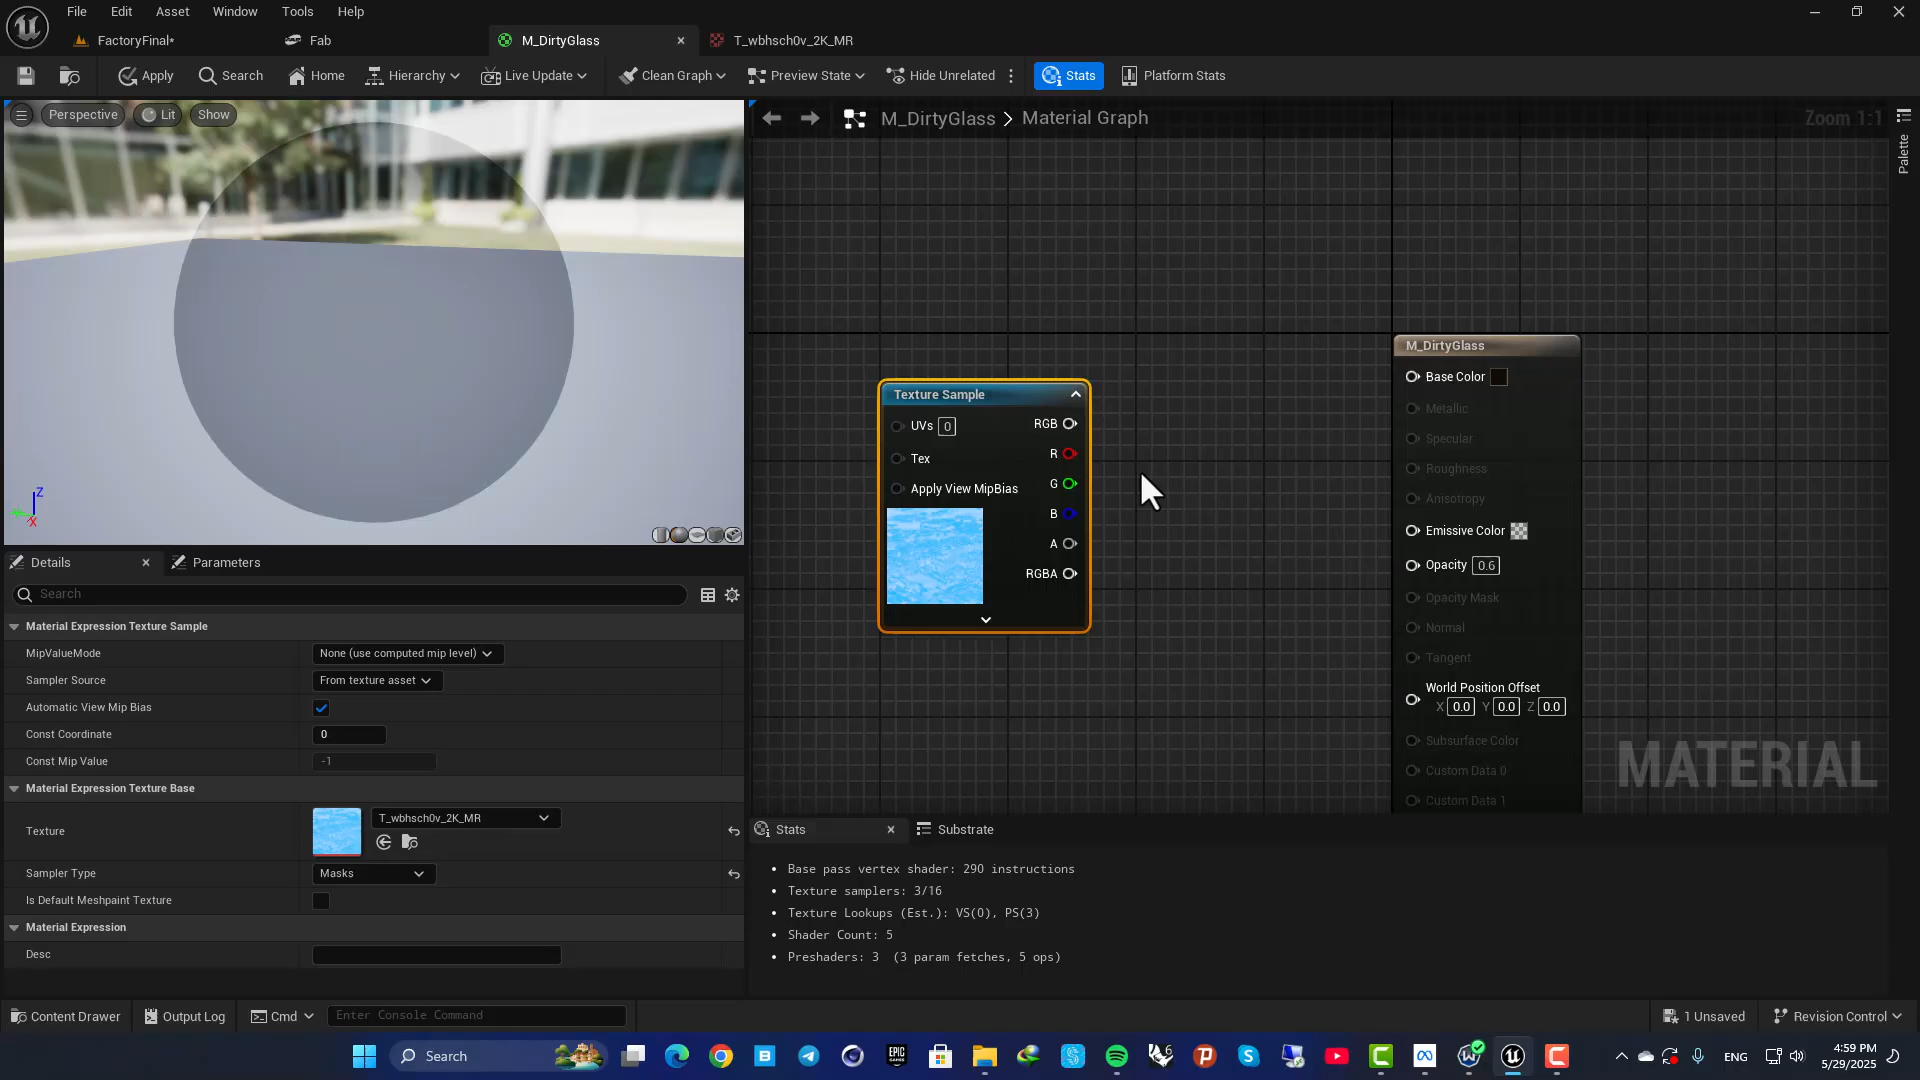 File Edit Asset Window Tools Help
FactoryFinal* Fab M_DirtyGlass T_wbhsch0v_2K_MR
Apply Search Home Hierarchy Live Update Clean Graph Preview State Hide Unrelated Stats Platform Stats
Perspective Lit Show
M_DirtyGlass > Material Graph Zoom 1:1
Palette
M_DirtyGlass
Base Color
Metallic
Specular
Roughness
Anisotropy
Emissive Color
Opacity 0.6
Opacity Mask
Normal
Tangent
World Position Offset
X 0.0 Y 0.0 Z 0.0
Subsurface Color
Custom Data 0
Custom Data 1
Texture Sample
UVs 0 RGB
R
Tex
G
Apply View MipBias
B
A
RGBA
MATERIAL
Z
X
Details Parameters
Search
Material Expression Texture Sample
MipValueMode None (use computed mip level)
Sampler Source From texture asset
Automatic View Mip Bias
Const Coordinate 0
Const Mip Value -1
Material Expression Texture Base
Texture T_wbhsch0v_2K_MR
Sampler Type Masks
Is Default Meshpaint Texture
Material Expression
Desc
Stats Substrate
• Base pass vertex shader: 290 instructions
• Texture samplers: 3/16
• Texture Lookups (Est.): VS(0), PS(3)
• Shader Count: 5
• Preshaders: 3 (3 param fetches, 5 ops)
Content Drawer Output Log Cmd Enter Console Command 1 Unsaved Revision Control
Search
EPIC GAMES
6
ENG
4:59 PM
5/29/2025